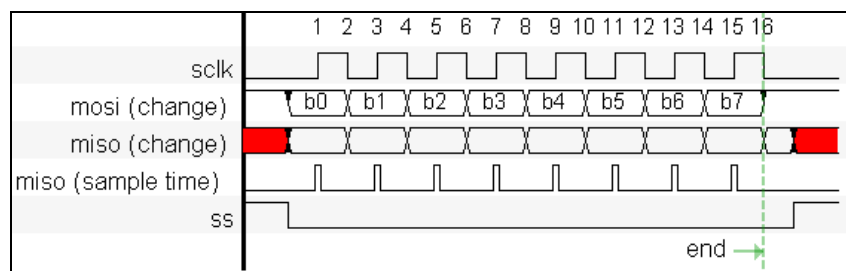 1 2 3 4 5 6 7 8 9 10 11 12 13 14 15 16
sclk
mosi (change) b0 b1 b2 b3 b4 b5 b6 b7
miso (change)
miso (sample time)
ss
end